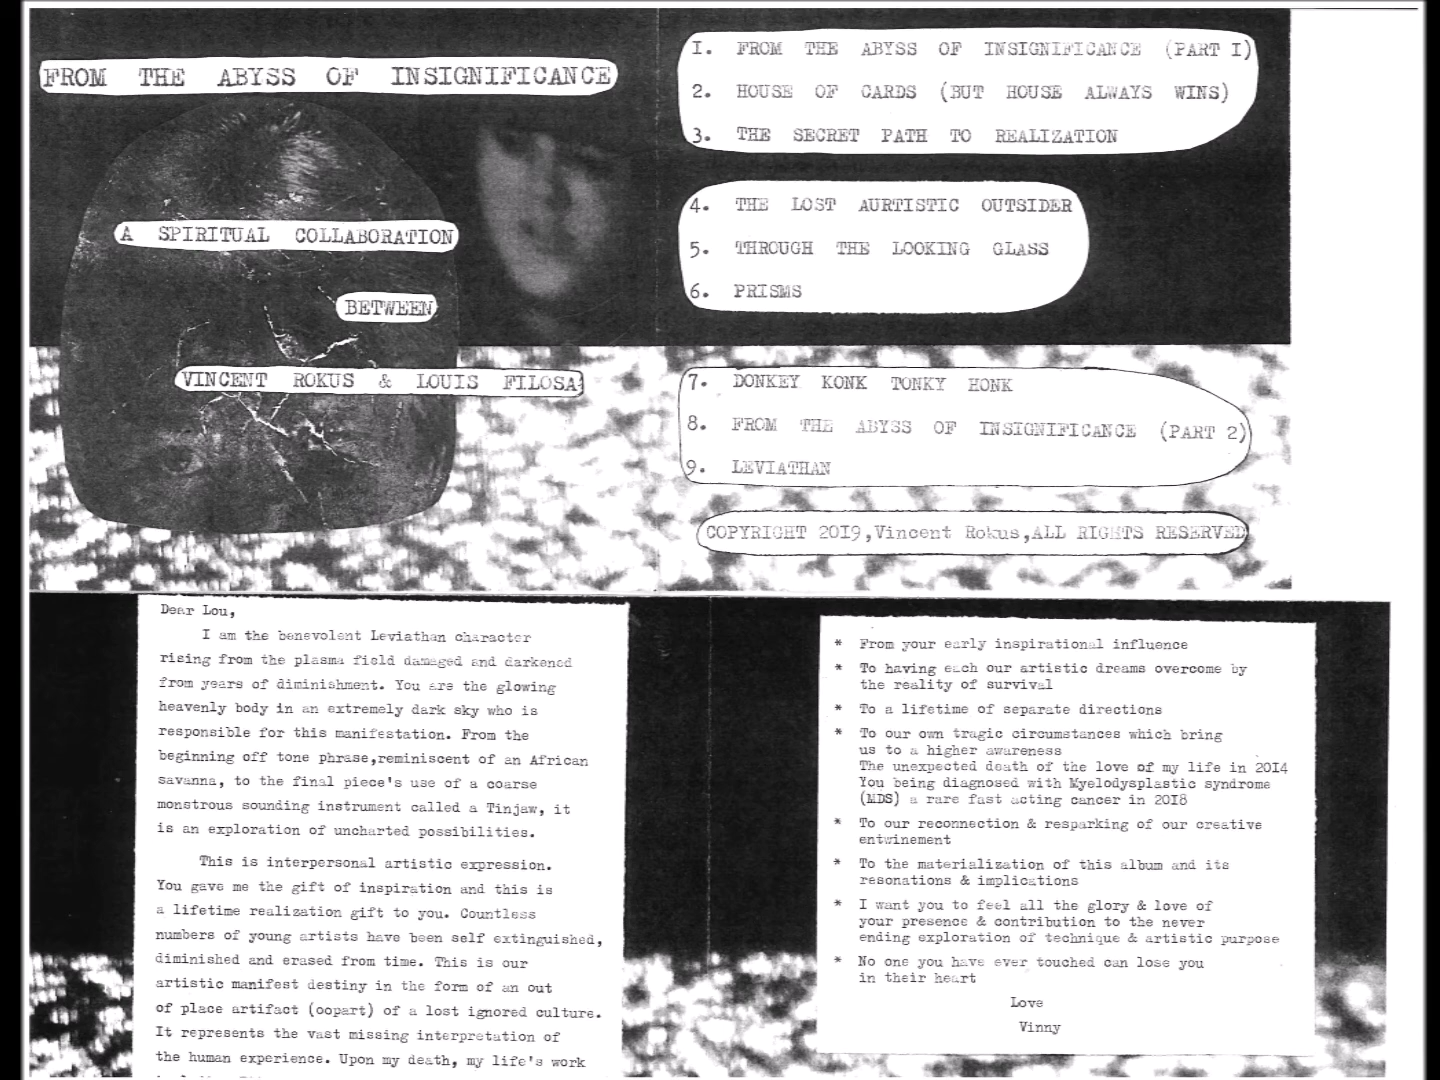 FROM THE ABYSS OF INSIGNIFICANCE
A SPIRITUAL COLLABORATION
BETWEEN
VINCENT ROKUS & LOUIS FILOSA
1. FROM THE ABYSS OF INSIGNIFICANCE (PART I)
2. HOUSE OF CARDS (BUT HOUSE ALWAYS WINS)
3. THE SECRET PATH TO REALIZATION
4. THE LOST AURTISTIC OUTSIDER
5. THROUGH THE LOOKING GLASS
6. PRISMS
7. DONKEY KONK TONKY HONK
8. FROM THE ABYSS OF INSIGNIFICANCE (PART 2)
9. LEVIATHAN
COPYRIGHT 2019,Vincent Rokus,ALL RIGHTS RESERVED
Dear Lou,
I am the benevolent Leviathan character
rising from the plasma field damaged and darkened
from years of diminishment. You are the glowing
heavenly body in an extremely dark sky who is
responsible for this manifestation. From the
beginning off tone phrase,reminiscent of an African
savanna, to the final piece's use of a coarse
monstrous sounding instrument called a Tinjaw, it
is an exploration of uncharted possibilities.
This is interpersonal artistic expression.
You gave me the gift of inspiration and this is
a lifetime realization gift to you. Countless
numbers of young artists have been self extinguished,
diminished and erased from time. This is our
artistic manifest destiny in the form of an out
of place artifact (oopart) of a lost ignored culture.
It represents the vast missing interpretation of
the human experience. Upon my death, my life's work
* From your early inspirational influence
* To having each our artistic dreams overcome by
the reality of survival
* To a lifetime of separate directions
* To our own tragic circumstances which bring
us to a higher awareness
The unexpected death of the love of my life in 2014
You being diagnosed with Myelodysplastic syndrome
(MDS) a rare fast acting cancer in 2018
* To our reconnection & resparking of our creative
entwinement
* To the materialization of this album and its
resonations & implications
* I want you to feel all the glory & love of
your presence & contribution to the never
ending exploration of technique & artistic purpose
* No one you have ever touched can lose you
in their heart
Love
Vinny